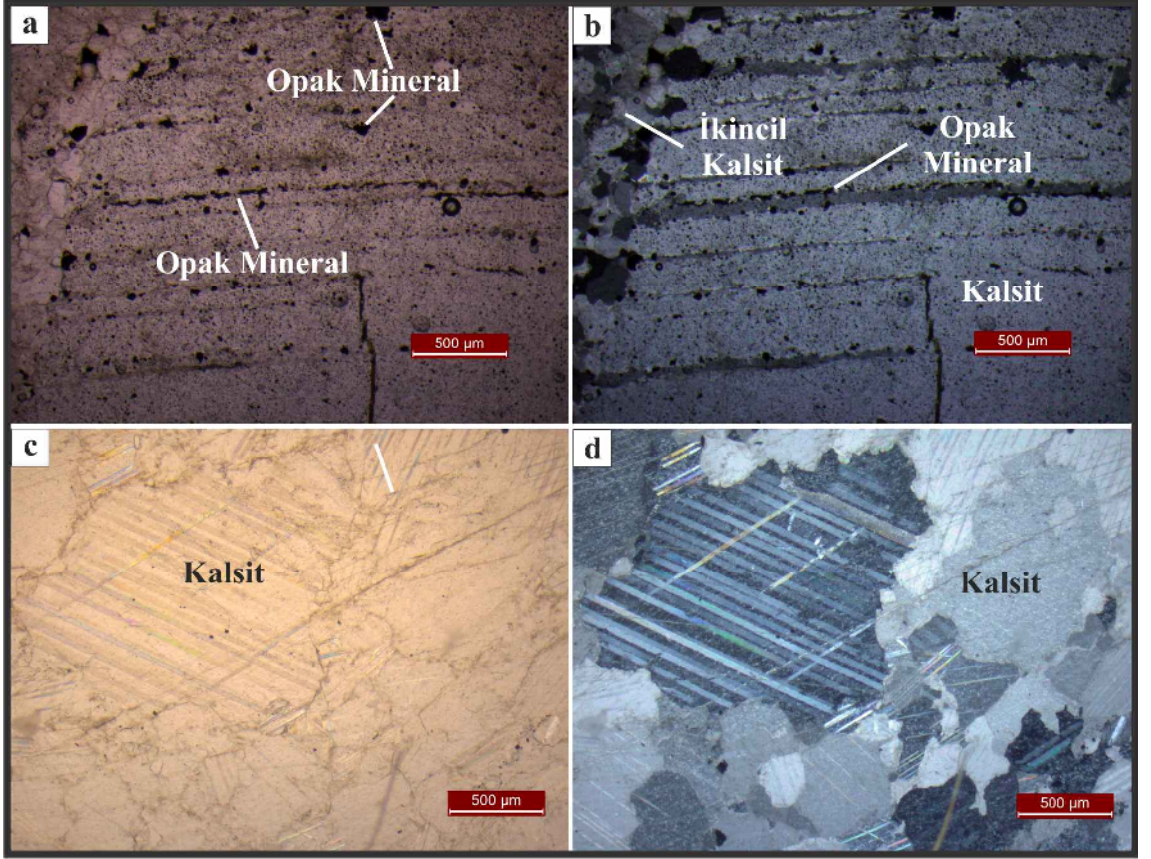 a
Opak Mineral
Opak Mineral
500 µm
b
İkincil
Kalsit
Opak
Mineral
Kalsit
500 µm
c
Kalsit
500 µm
d
Kalsit
500 µm